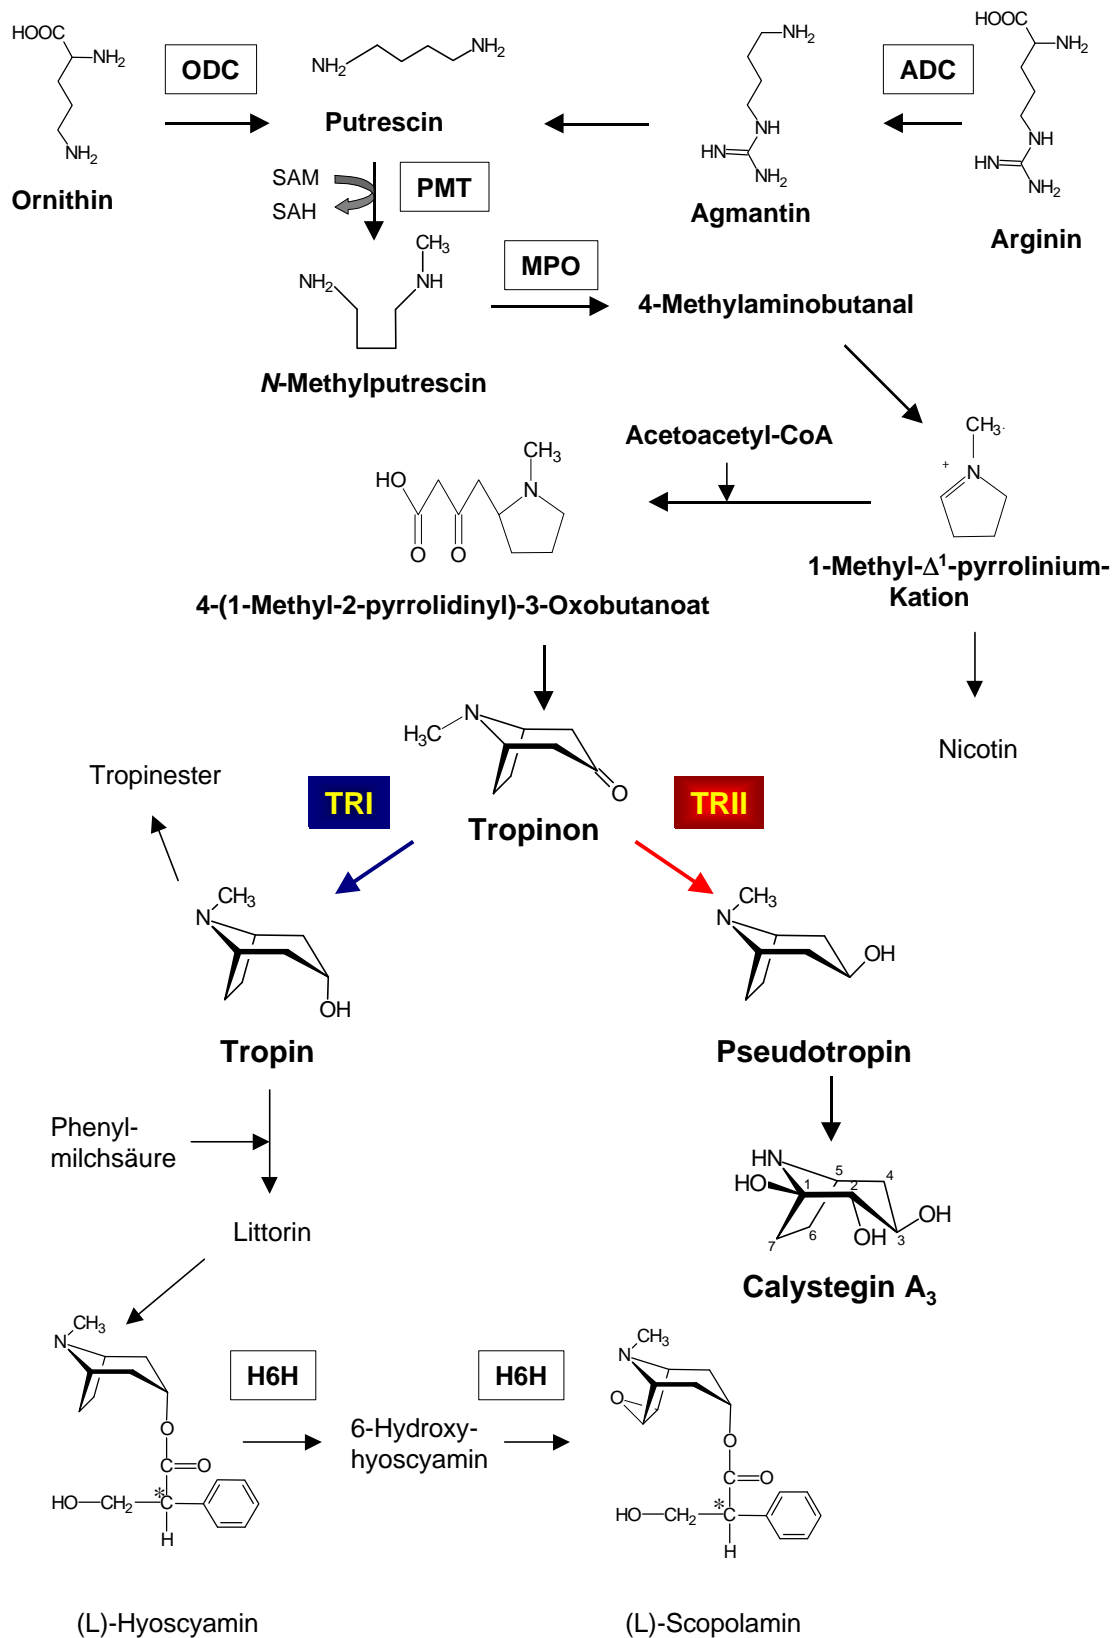 HOOC
NH2
NH2
Ornithin
ODC
NH2
NH2
Putrescin
NH2
NH
HN
NH2
Agmantin
ADC
HOOC
NH2
NH
HN
NH2
Arginin
SAM
SAH
PMT
CH3
NH2
NH
N-Methylputrescin
MPO
4-Methylaminobutanal
Acetoacetyl-CoA
CH3
N
+
1-Methyl-Δ1-pyrrolinium-
Kation
CH3
HO
N
O
O
4-(1-Methyl-2-pyrrolidinyl)-3-Oxobutanoat
Nicotin
N
H3C
O
Tropinon
Tropinester
TRI
TRII
CH3
N
OH
Tropin
CH3
N
OH
Pseudotropin
Phenyl-
milchsäure
Littorin
HN
HO
1
2
3
4
5
6
7
OH
OH
Calystegin A3
CH3
N
O
C
O
HO
CH2
*
C
H
(L)-Hyoscyamin
H6H
6-Hydroxy-
hyoscyamin
H6H
CH3
N
O
O
C
O
HO
CH2
*
C
H
(L)-Scopolamin